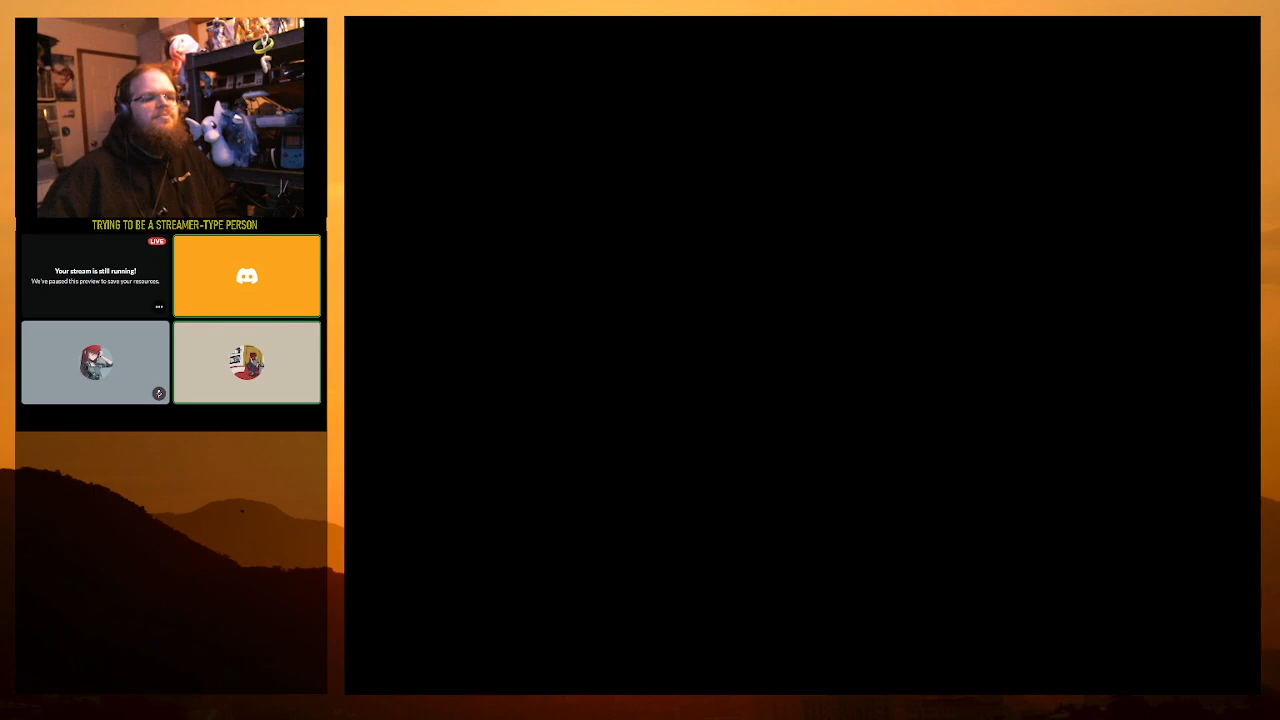 TRYING TO BE A STREAMER-TYPE PERSON
LIVE
Your stream is still running!
We've paused this preview to save your resources.